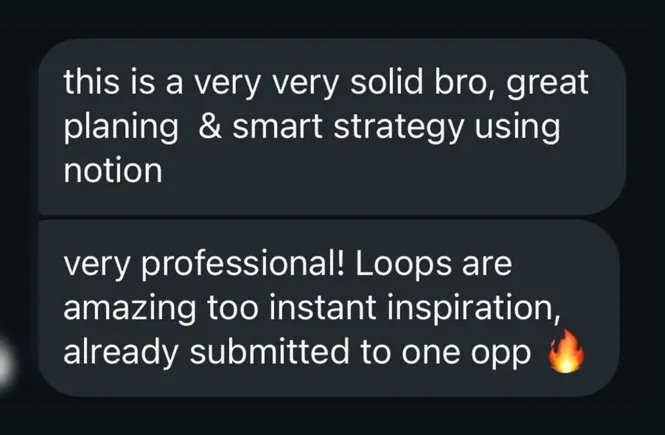 this is a very very solid bro, great
planing  & smart strategy using
notion
very professional! Loops are
amazing too instant inspiration,
already submitted to one opp 🔥